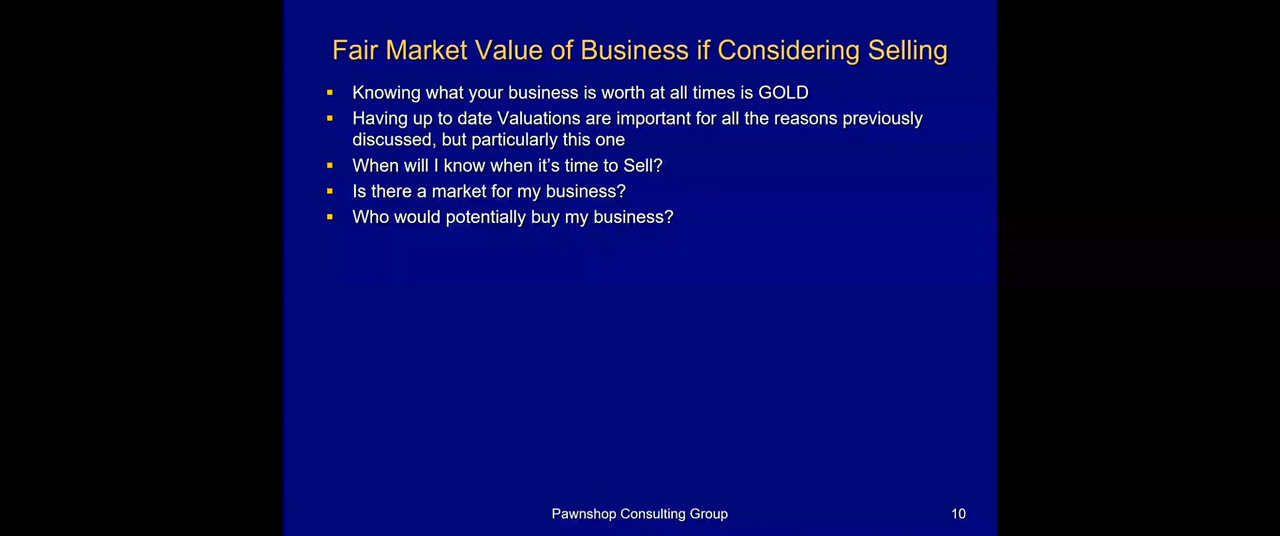 Fair Market Value of Business if Considering Selling
Knowing what your business is worth at all times is GOLD
Having up to date Valuations are important for all the reasons previously
discussed, but particularly this one
When will I know when it’s time to Sell?
Is there a market for my business?
Who would potentially buy my business?
Pawnshop Consulting Group
10